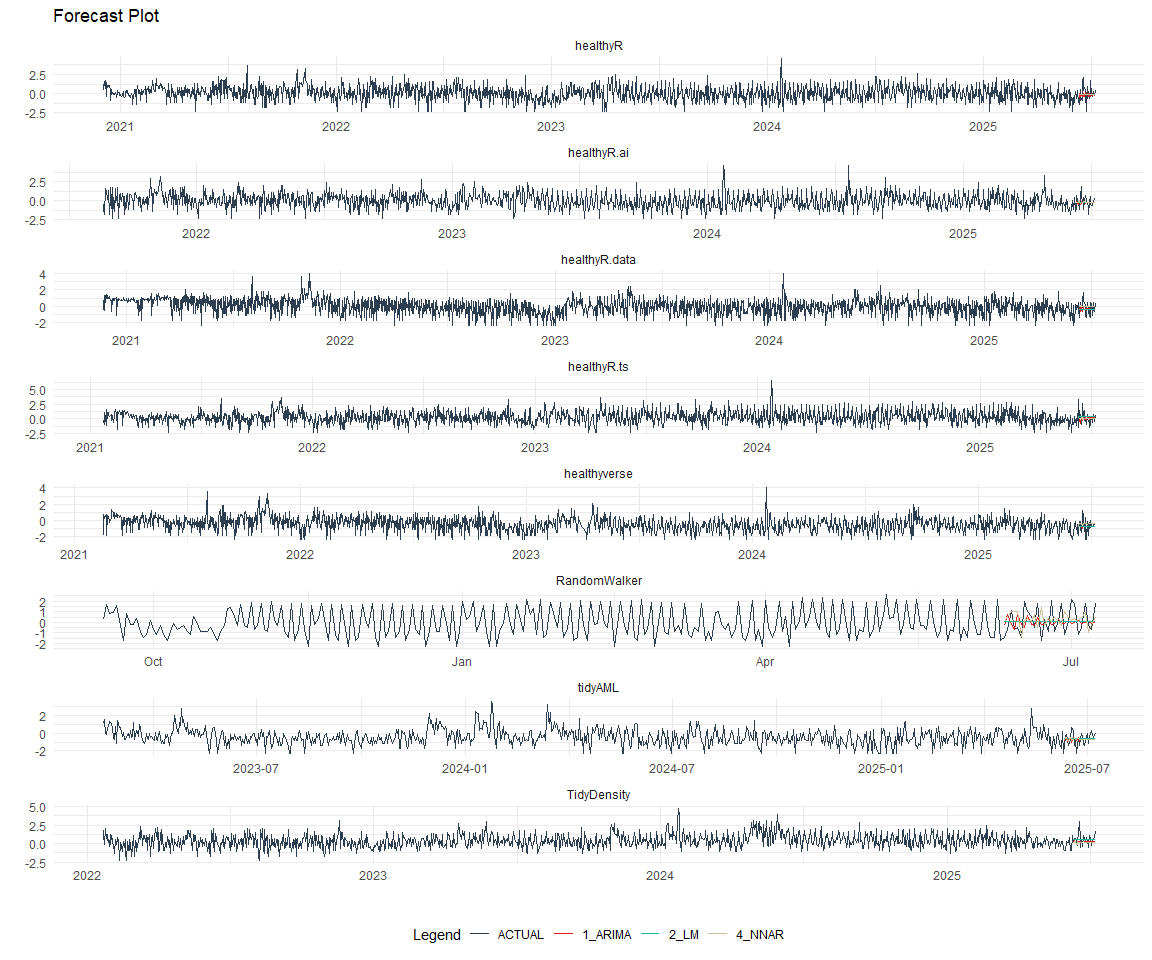 Forecast Plot
healthyR
2.5
0.0
-2.5
2021 2022 2023 2024 2025
healthyR.ai
2.5
0.0
-2.5
2022 2023 2024 2025
healthyR.data
4
2
0
-2
2021 2022 2023 2024 2025
healthyR.ts
5.0
2.5
0.0
-2.5
2021 2022 2023 2024 2025
healthyverse
4
2
0
-2
2021 2022 2023 2024 2025
RandomWalker
2
1
0
-1
-2
Oct Jan Apr Jul
tidyAML
2
0
-2
2023-07 2024-01 2024-07 2025-01 2025-07
TidyDensity
5.0
2.5
0.0
-2.5
2022 2023 2024 2025
Legend ACTUAL 1_ARIMA 2_LM 4_NNAR